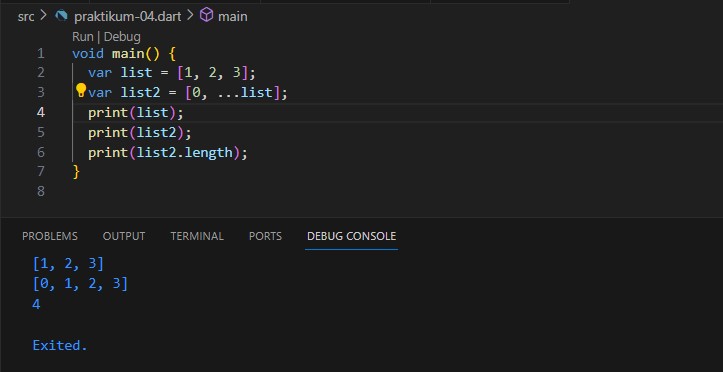 src > praktikum-04.dart > main
Run | Debug
1 void main() {
2 var list = [1, 2, 3];
3 var list2 = [0, ...list];
4 print(list);
5 print(list2);
6 print(list2.length);
7 }
8
PROBLEMS OUTPUT TERMINAL PORTS DEBUG CONSOLE
[1, 2, 3]
[0, 1, 2, 3]
4
Exited.